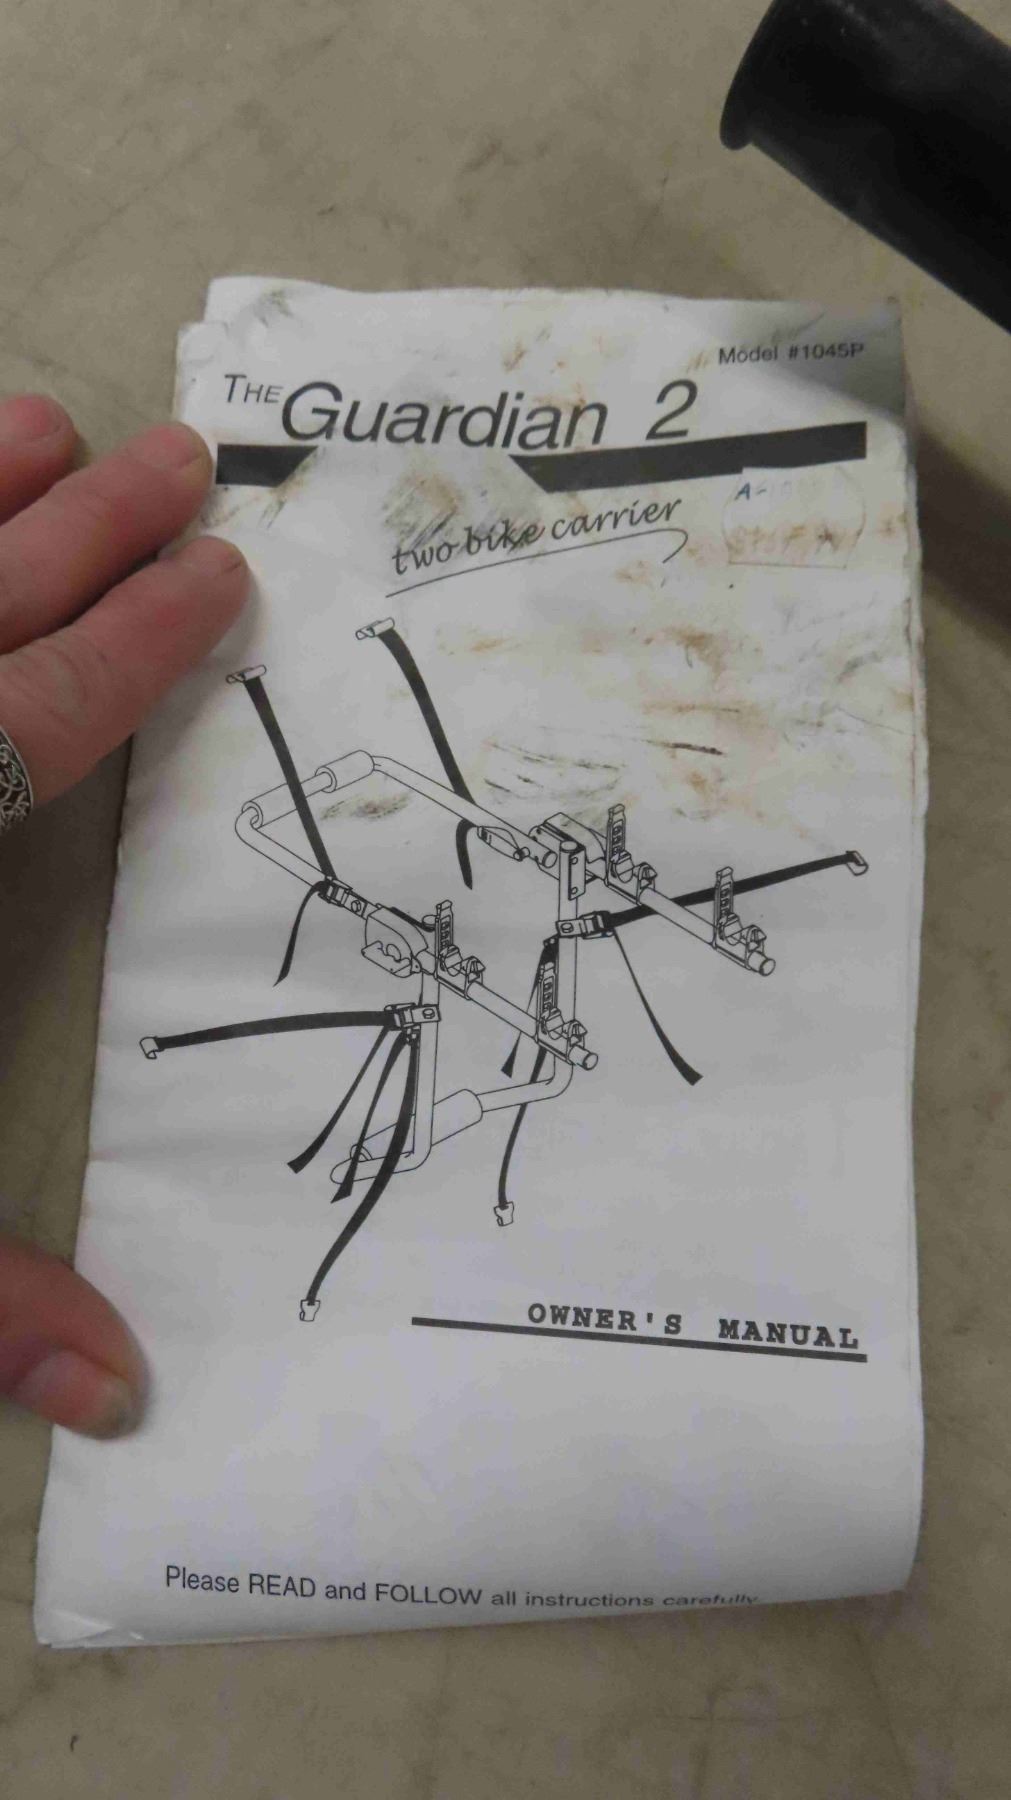 Model #1045P
THE Guardian 2
two bike carrier
A-
OWNER'S MANUAL
Please READ and FOLLOW all instructions carefully